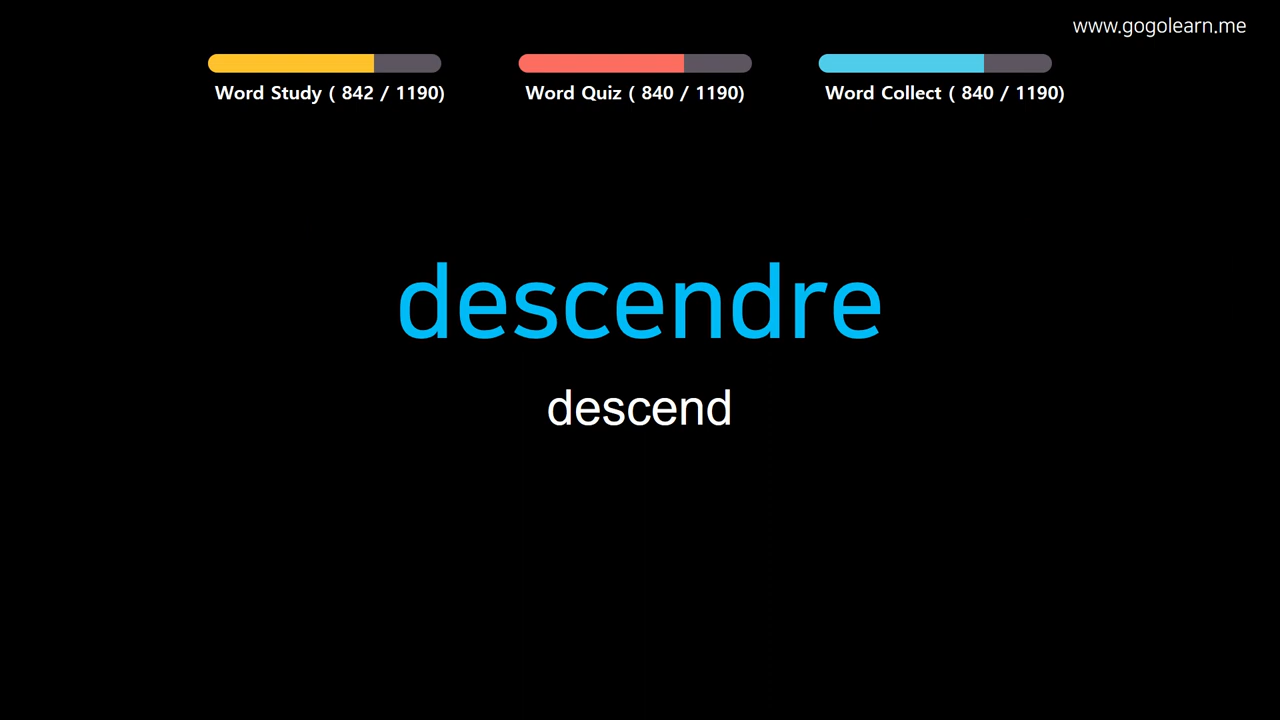 www.gogolearn.me
Word Study ( 842 / 1190)
Word Quiz ( 840 / 1190)
Word Collect ( 840 / 1190)
descendre
descend